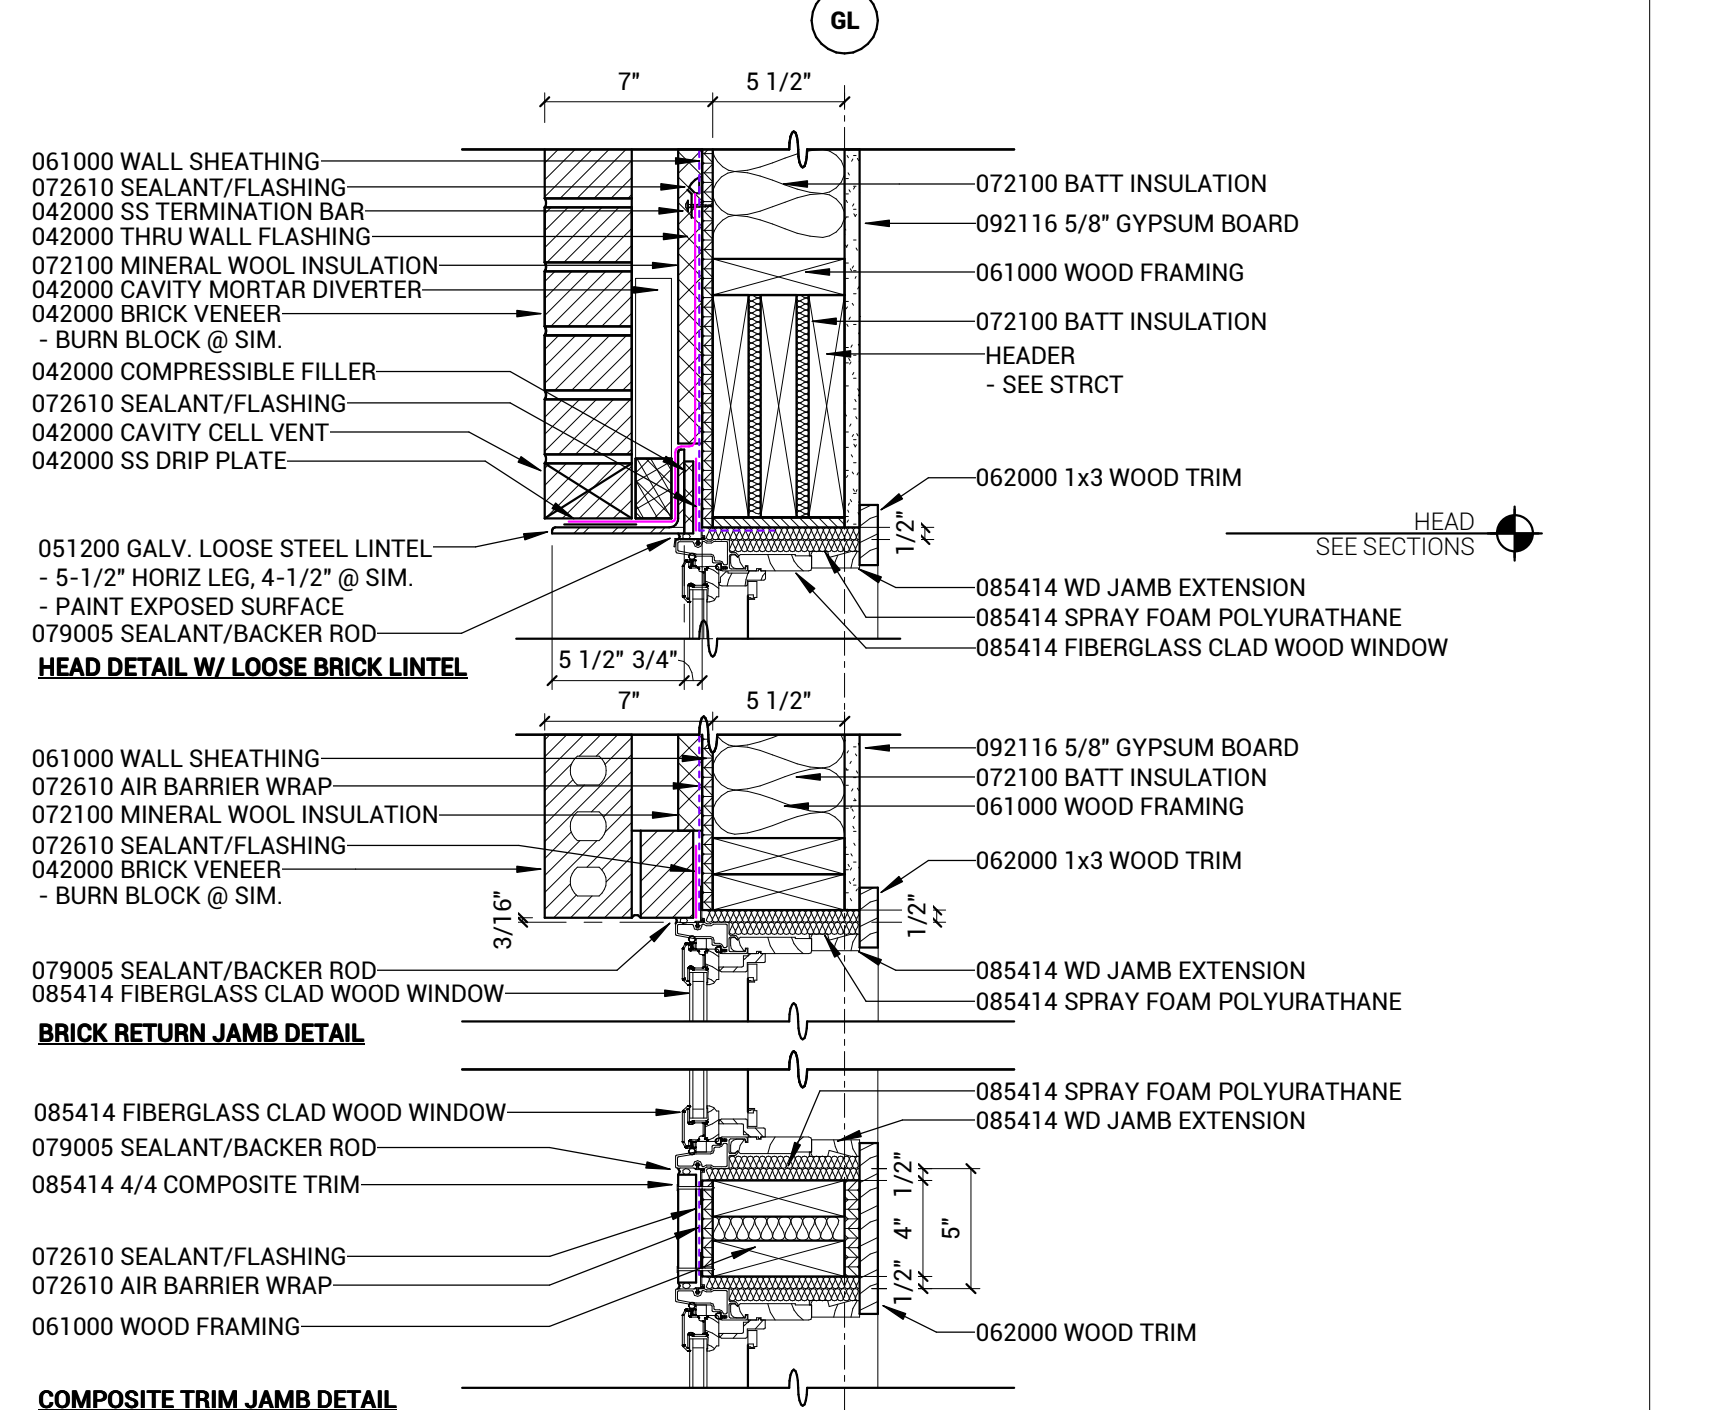 GL
7"
5 1/2"
061000 WALL SHEATHING
072610 SEALANT/FLASHING
042000 SS TERMINATION BAR
042000 THRU WALL FLASHING
072100 MINERAL WOOL INSULATION
042000 CAVITY MORTAR DIVERTER
042000 BRICK VENEER
- BURN BLOCK @ SIM.
042000 COMPRESSIBLE FILLER
072610 SEALANT/FLASHING
042000 CAVITY CELL VENT
042000 SS DRIP PLATE
051200 GALV. LOOSE STEEL LINTEL
- 5-1/2" HORIZ LEG, 4-1/2" @ SIM.
- PAINT EXPOSED SURFACE
079005 SEALANT/BACKER ROD
072100 BATT INSULATION
092116 5/8" GYPSUM BOARD
061000 WOOD FRAMING
072100 BATT INSULATION
HEADER
- SEE STRCT
062000 1x3 WOOD TRIM
1/2"
HEAD
SEE SECTIONS
085414 WD JAMB EXTENSION
085414 SPRAY FOAM POLYURATHANE
085414 FIBERGLASS CLAD WOOD WINDOW
HEAD DETAIL W/ LOOSE BRICK LINTEL
5 1/2" 3/4"
7"
5 1/2"
061000 WALL SHEATHING
072610 AIR BARRIER WRAP
072100 MINERAL WOOL INSULATION
072610 SEALANT/FLASHING
042000 BRICK VENEER
- BURN BLOCK @ SIM.
3/16"
079005 SEALANT/BACKER ROD
085414 FIBERGLASS CLAD WOOD WINDOW
092116 5/8" GYPSUM BOARD
072100 BATT INSULATION
061000 WOOD FRAMING
062000 1x3 WOOD TRIM
1/2"
085414 WD JAMB EXTENSION
085414 SPRAY FOAM POLYURATHANE
BRICK RETURN JAMB DETAIL
085414 FIBERGLASS CLAD WOOD WINDOW
079005 SEALANT/BACKER ROD
085414 4/4 COMPOSITE TRIM
072610 SEALANT/FLASHING
072610 AIR BARRIER WRAP
061000 WOOD FRAMING
085414 SPRAY FOAM POLYURATHANE
085414 WD JAMB EXTENSION
1/2"
4"
5"
1/2"
062000 WOOD TRIM
COMPOSITE TRIM JAMB DETAIL